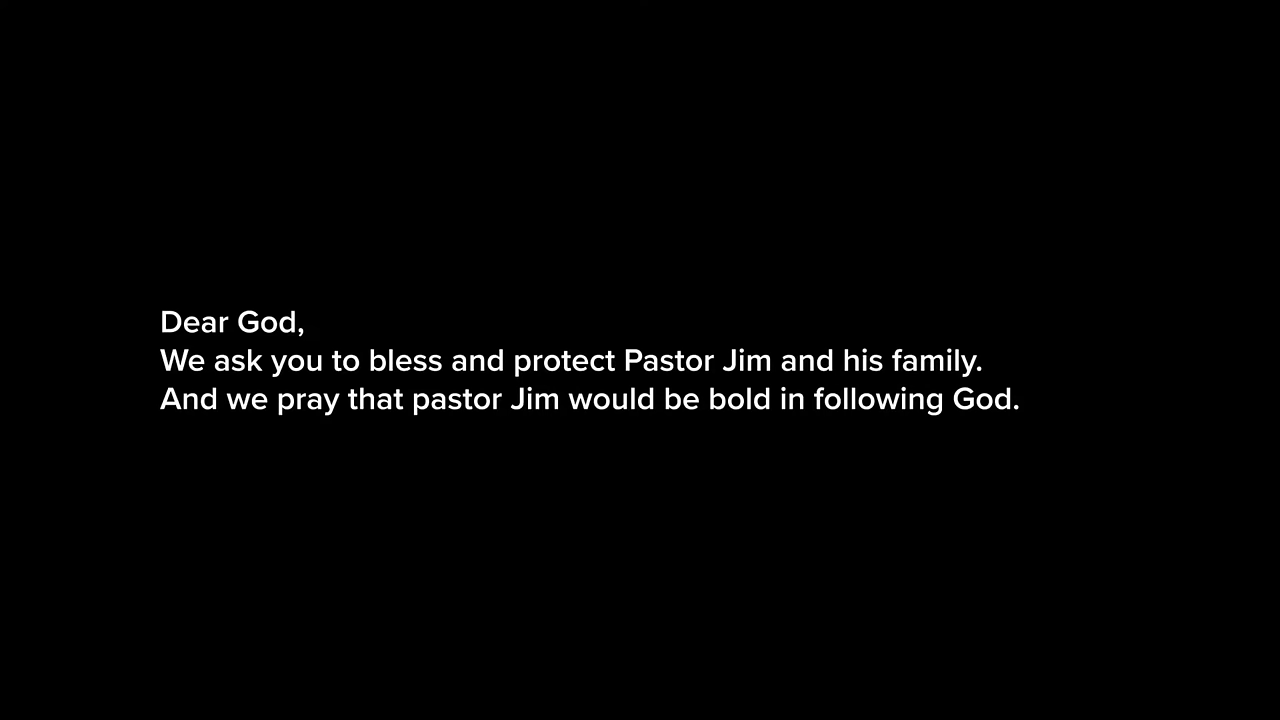 Dear God,
We ask you to bless and protect Pastor Jim and his family.
And we pray that pastor Jim would be bold in following God.